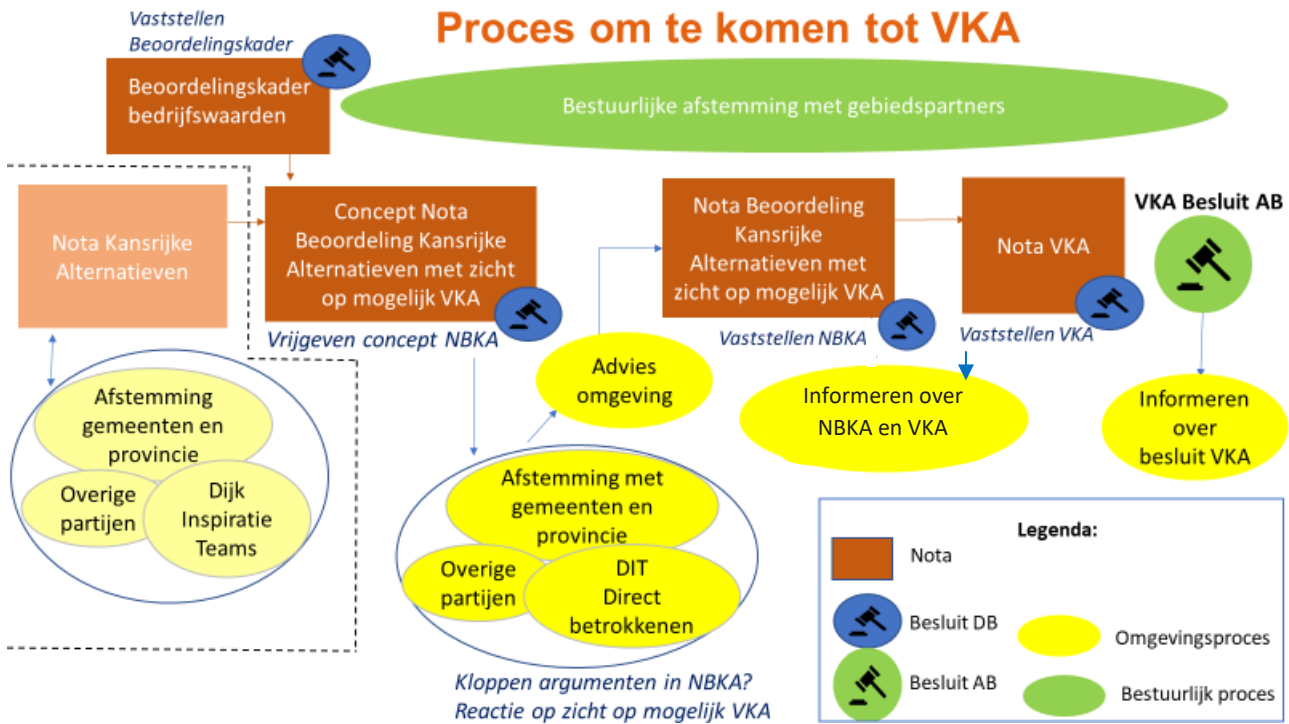 Proces om te komen tot VKA
Vaststellen
Beoordelingskader
Beoordelingskader
bedrijfswaarden
Bestuurlijke afstemming met gebiedspartners
Nota Kansrijke
Alternatieven
Concept Nota
Beoordeling Kansrijke
Alternatieven met zicht
op mogelijk VKA
Vrijgeven concept NBKA
Nota Beoordeling
Kansrijke
Alternatieven met
zicht op mogelijk VKA
Vaststellen NBKA
Nota VKA
Vaststellen VKA
VKA Besluit AB
Afstemming
gemeenten en
provincie
Overige
partijen
Dijk
Inspiratie
Teams
Advies
omgeving
Afstemming met
gemeenten en
provincie
Overige
partijen
DIT
Direct
betrokkenen
Kloppen argumenten in NBKA?
Reactie op zicht op mogelijk VKA
Informeren over
NBKA en VKA
Informeren
over
besluit VKA
Legenda:
Nota
Besluit DB
Besluit AB
Omgevingsproces
Bestuurlijk proces